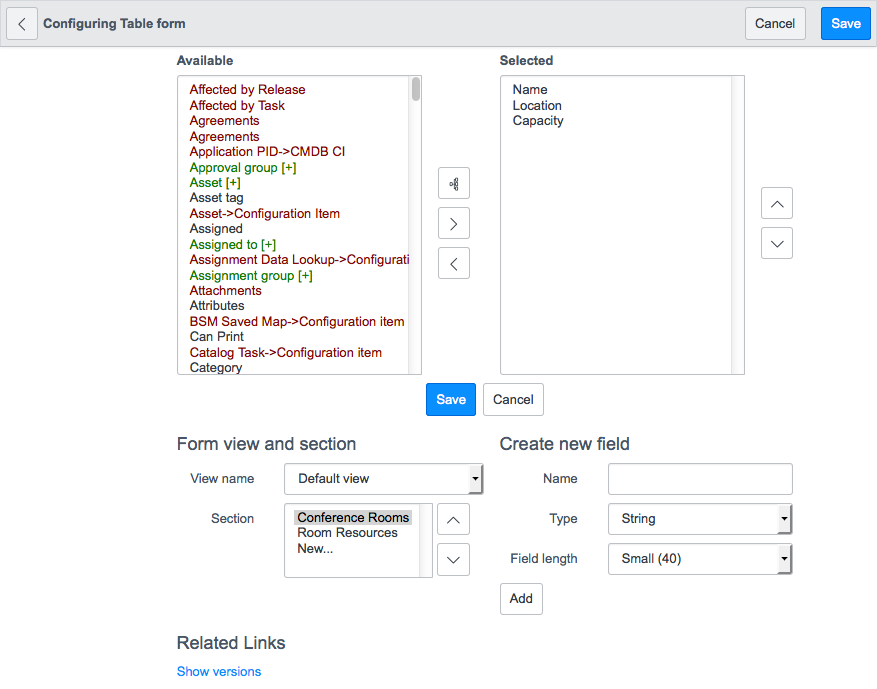 Configuring Table form
Cancel
Save
Available
Selected
Affected by Release
Affected by Task
Agreements
Agreements
Application PID->CMDB CI
Approval group [+]
Asset [+]
Asset tag
Asset->Configuration Item
Assigned
Assigned to [+]
Assignment Data Lookup->Configurati
Assignment group [+]
Attachments
Attributes
BSM Saved Map->Configuration item
Can Print
Catalog Task->Configuration item
Category
Name
Location
Capacity
Save
Cancel
Form view and section
View name
Default view
Section
Conference Rooms
Room Resources
New...
Create new field
Name
Type
String
Field length
Small (40)
Add
Related Links
Show versions